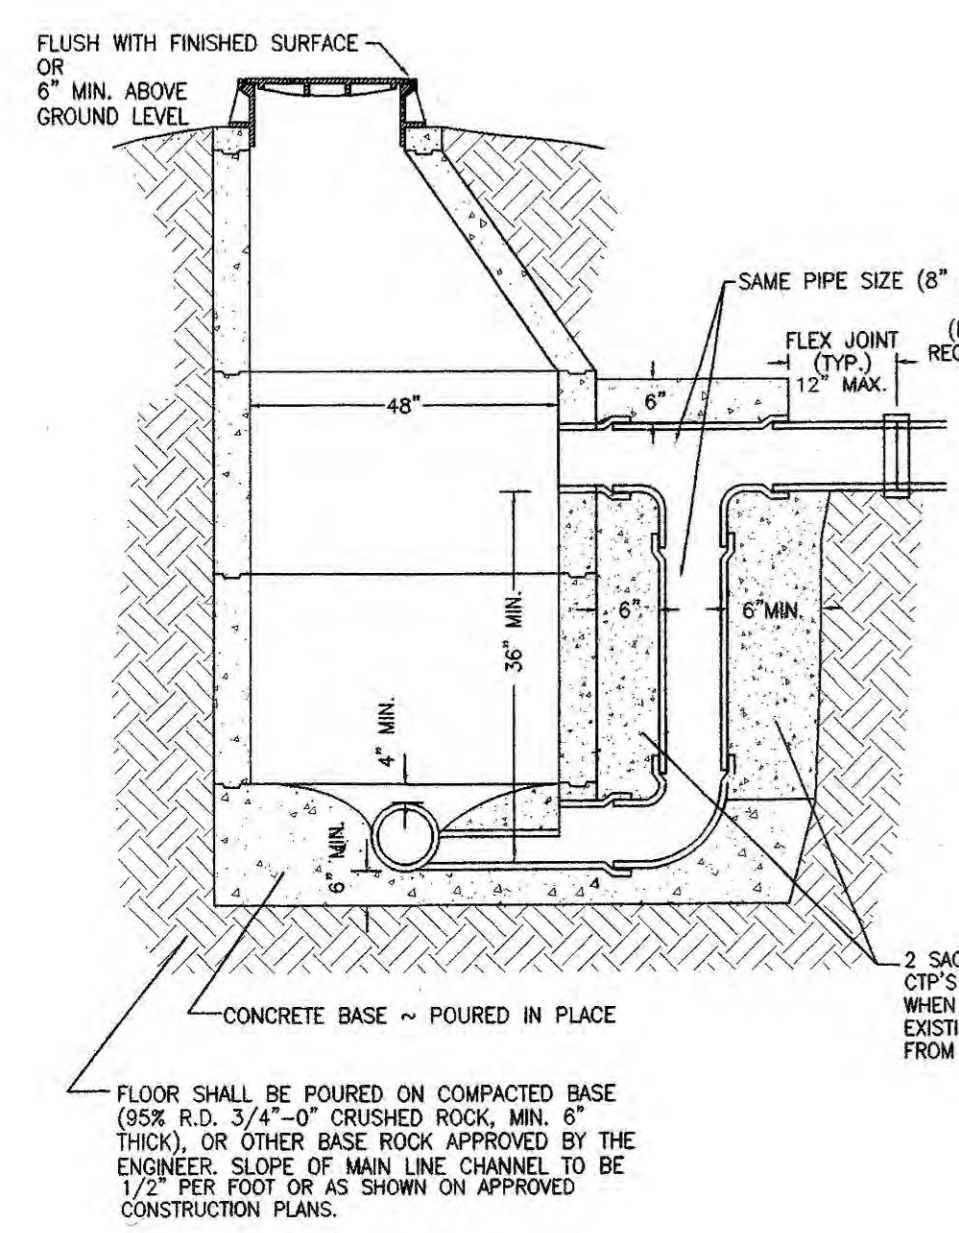 FLUSH WITH FINISHED SURFACE
OR
6" MIN. ABOVE
GROUND LEVEL
SAME PIPE SIZE (8"
FLEX JOINT
(TYP.)
12" MAX.
6"
48"
36" MIN.
6"
6"MIN.
4" MIN.
6" MIN.
2
CTP'S
WHEN
FROM
CONCRETE BASE ~ POURED IN PLACE
FLOOR SHALL BE POURED ON COMPACTED BASE
(95% R.D. 3/4"-0" CRUSHED ROCK, MIN. 6"
THICK), OR OTHER BASE ROCK APPROVED BY THE
ENGINEER. SLOPE OF MAIN LINE CHANNEL TO BE
1/2" PER FOOT OR AS SHOWN ON APPROVED
CONSTRUCTION PLANS.